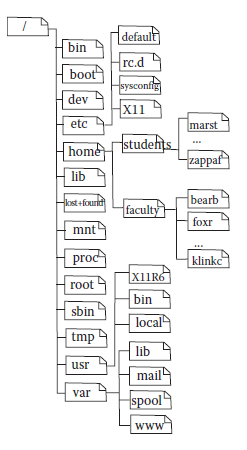 /
bin
boot
dev
etc
home
lib
lost+found
mnt
proc
root
sbin
tmp
usr
var
default
rc.d
sysconfig
X11
students
faculty
X11R6
bin
local
lib
mail
spool
www
marst
...
zappaf
bearb
foxr
...
klinkc